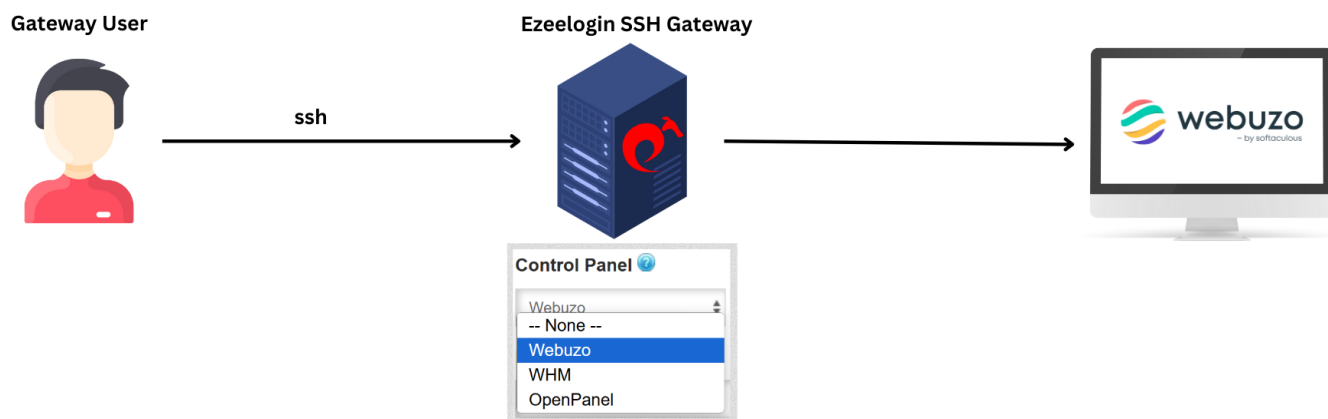 Gateway User
Ezeelogin SSH Gateway
ssh
webuzo
– by softaculous
Control Panel ?
Webuzo
-- None --
Webuzo
WHM
OpenPanel